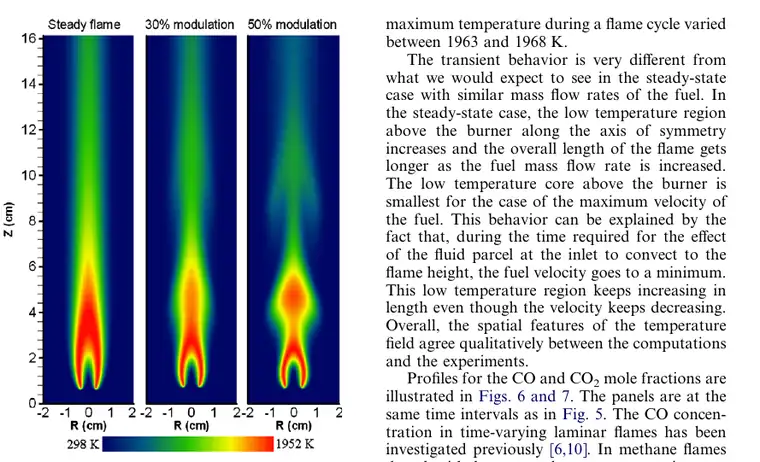 Steady flame 30% modulation 50% modulation
16
14
12
10
8
6
4
2
0
Z (cm)
-2 -1 0 1 2 -2 -1 0 1 2 -2 -1 0 1 2
R (cm) R (cm) R (cm)
298 K 1952 K
maximum temperature during a flame cycle varied
between 1963 and 1968 K.
The transient behavior is very different from
what we would expect to see in the steady-state
case with similar mass flow rates of the fuel. In
the steady-state case, the low temperature region
above the burner along the axis of symmetry
increases and the overall length of the flame gets
longer as the fuel mass flow rate is increased.
The low temperature core above the burner is
smallest for the case of the maximum velocity of
the fuel. This behavior can be explained by the
fact that, during the time required for the effect
of the fluid parcel at the inlet to convect to the
flame height, the fuel velocity goes to a minimum.
This low temperature region keeps increasing in
length even though the velocity keeps decreasing.
Overall, the spatial features of the temperature
field agree qualitatively between the computations
and the experiments.
Profiles for the CO and CO₂ mole fractions are
illustrated in Figs. 6 and 7. The panels are at the
same time intervals as in Fig. 5. The CO concen-
tration in time-varying laminar flames has been
investigated previously [6,10]. In methane flames